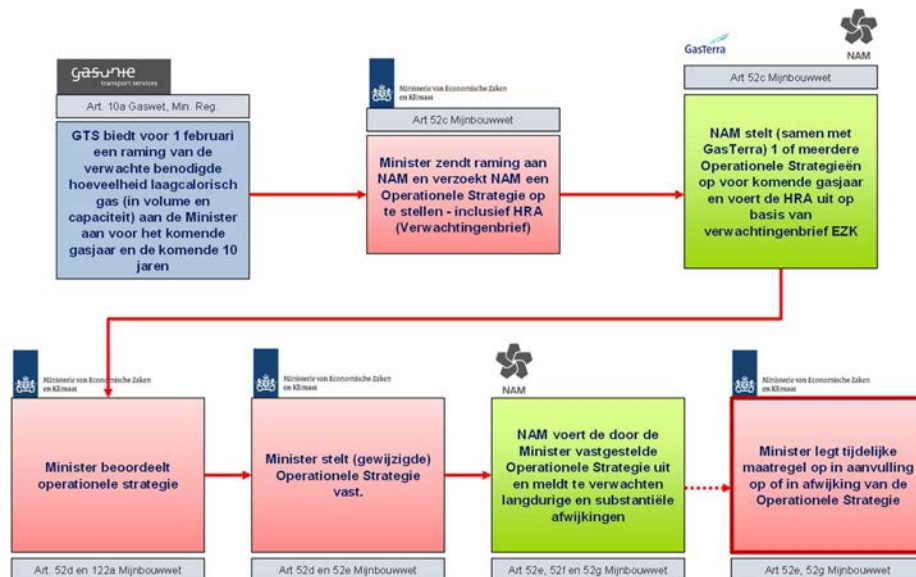 gasunie
transport services
Art. 10a Gaswet, Min. Reg.
GTS biedt voor 1 februari
een raming van de
verwachte benodigde
hoeveelheid laagcalorisch
gas (in volume en
capaciteit) aan de Minister
aan voor het komende
gasjaar en de komende 10
jaren
Ministerie van Economische Zaken
en Klimaat
Art 52c Mijnbouwwet
Minister zendt raming aan
NAM en verzoekt NAM een
Operationele Strategie op
te stellen - inclusief HRA
(Verwachtingenbrief)
GasTerra
NAM
Art 52c Mijnbouwwet
NAM stelt (samen met
GasTerra) 1 of meerdere
Operationele Strategieën
op voor komende gasjaar
en voert de HRA uit op
basis van
verwachtingenbrief EZK
Ministerie van Economische Zaken
en Klimaat
Minister beoordeelt
operationele strategie
Art. 52d en 122a Mijnbouwwet
Ministerie van Economische Zaken
en Klimaat
Minister stelt (gewijzigde)
Operationele Strategie
vast.
Art 52d en 52e Mijnbouwwet
NAM
NAM voert de door de
Minister vastgestelde
Operationele Strategie uit
en meldt te verwachten
langdurige en substantiële
afwijkingen
Art 52e, 52f en 52g Mijnbouwwet
Ministerie van Economische Zaken
en Klimaat
Minister legt tijdelijke
maatregel op in aanvulling
op of in afwijking van de
Operationele Strategie
Art 52e, 52g Mijnbouwwet